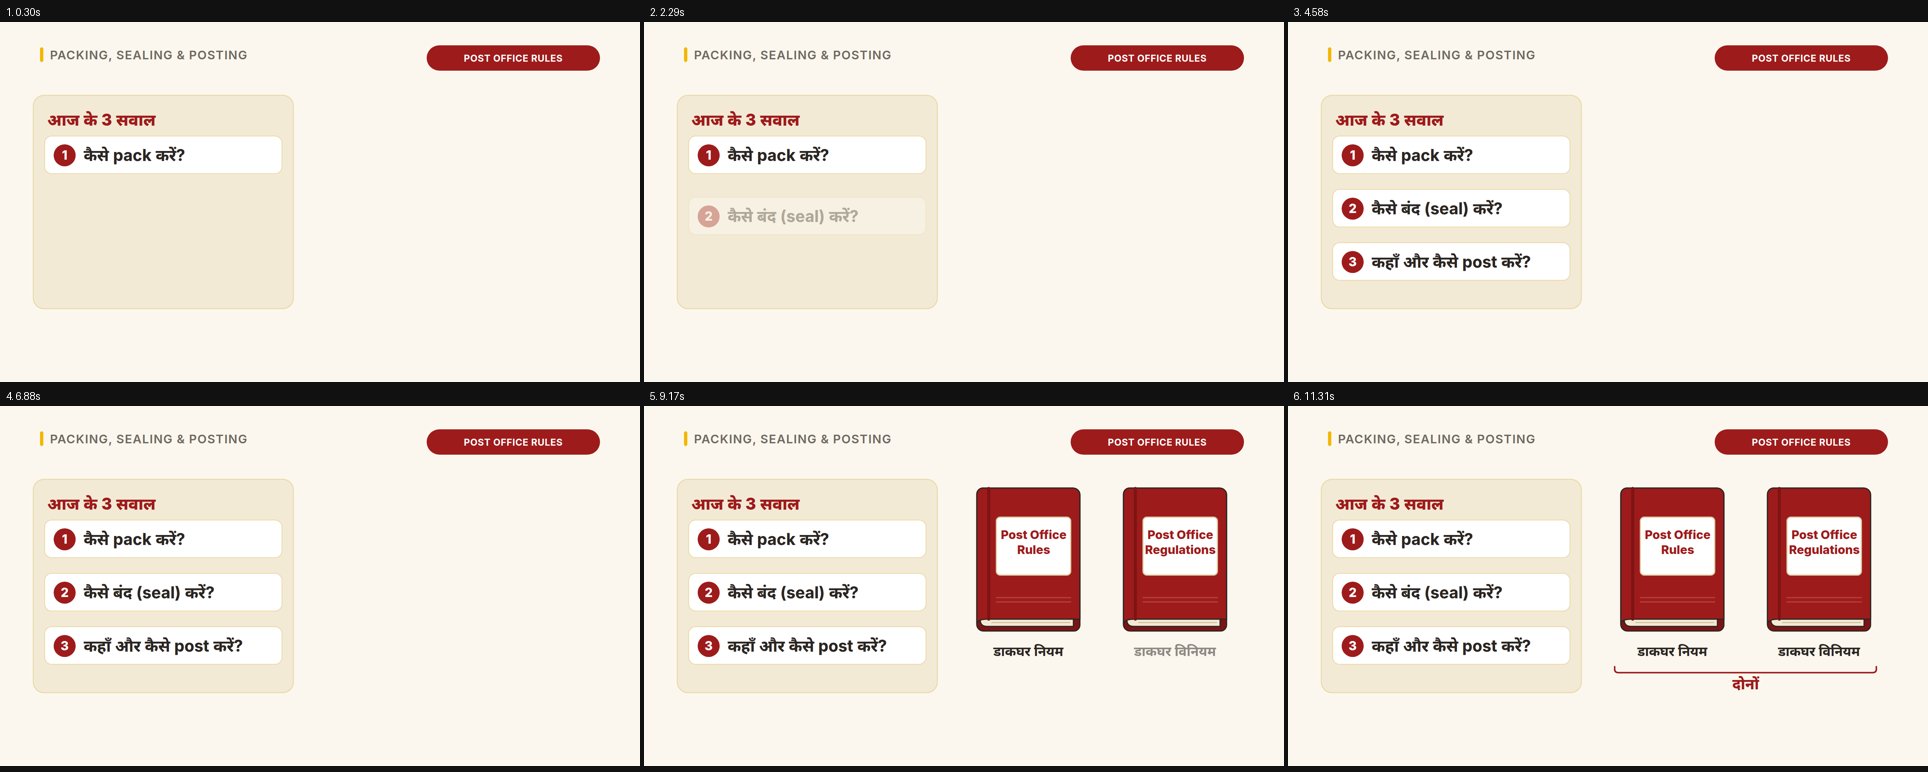 1. 0.30s
PACKING, SEALING & POSTING
POST OFFICE RULES
आज के 3 सवाल
1 कैसे pack करें?
2. 2.29s
PACKING, SEALING & POSTING
POST OFFICE RULES
आज के 3 सवाल
1 कैसे pack करें?
2 कैसे बंद (seal) करें?
3. 4.58s
PACKING, SEALING & POSTING
POST OFFICE RULES
आज के 3 सवाल
1 कैसे pack करें?
2 कैसे बंद (seal) करें?
3 कहाँ और कैसे post करें?
4. 6.88s
PACKING, SEALING & POSTING
POST OFFICE RULES
आज के 3 सवाल
1 कैसे pack करें?
2 कैसे बंद (seal) करें?
3 कहाँ और कैसे post करें?
5. 9.17s
PACKING, SEALING & POSTING
POST OFFICE RULES
आज के 3 सवाल
1 कैसे pack करें?
2 कैसे बंद (seal) करें?
3 कहाँ और कैसे post करें?
Post Office
Rules
डाकघर नियम
Post Office
Regulations
डाकघर विनियम
6. 11.31s
PACKING, SEALING & POSTING
POST OFFICE RULES
आज के 3 सवाल
1 कैसे pack करें?
2 कैसे बंद (seal) करें?
3 कहाँ और कैसे post करें?
Post Office
Rules
डाकघर नियम
Post Office
Regulations
डाकघर विनियम
दोनों